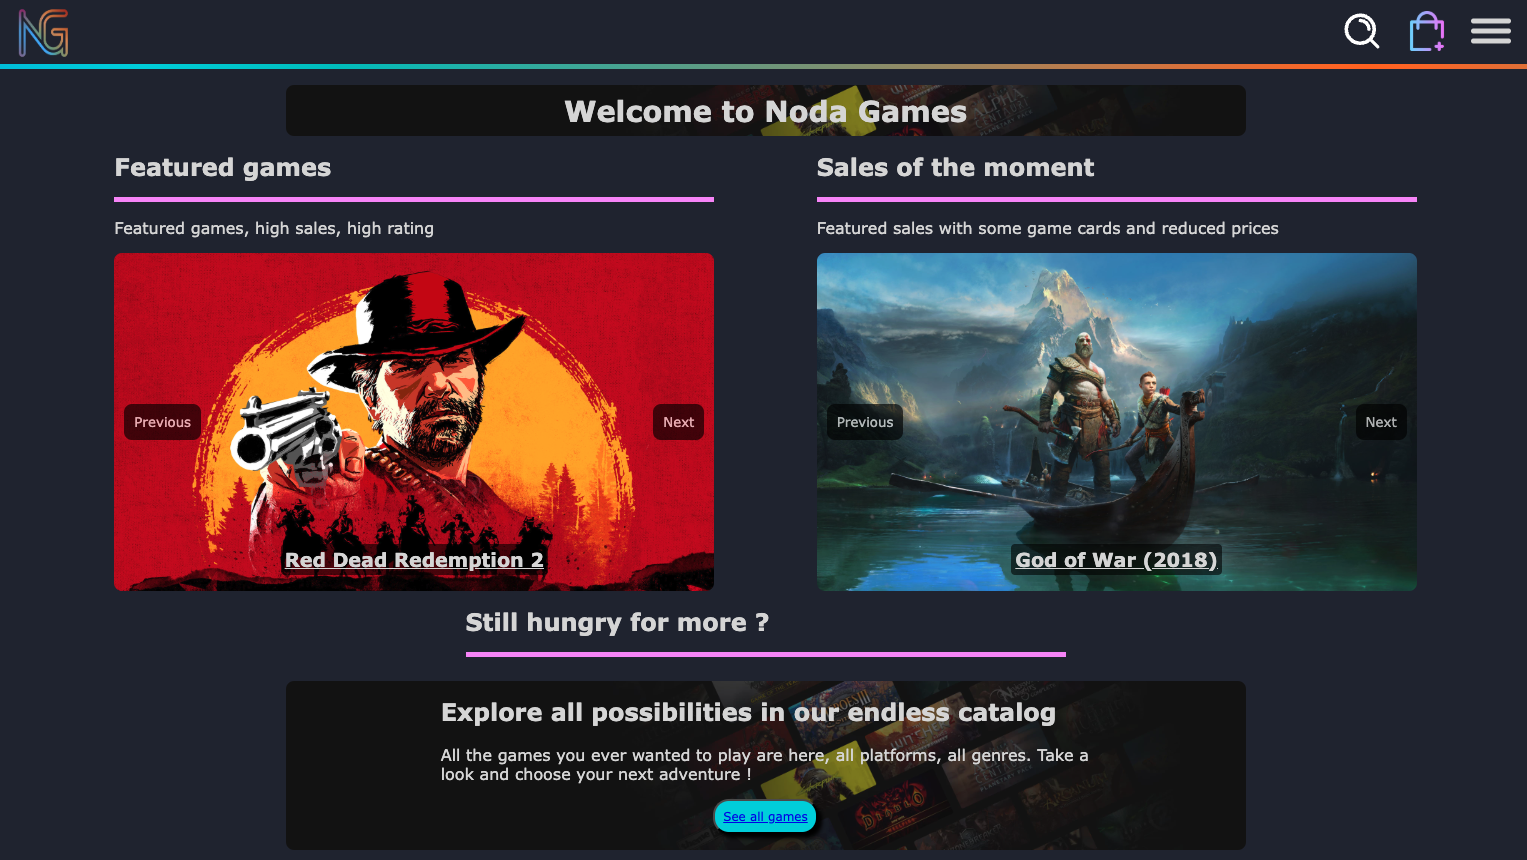 NG
Welcome to Noda Games
Featured games
Featured games, high sales, high rating
Previous
Next
Red Dead Redemption 2
Sales of the moment
Featured sales with some game cards and reduced prices
Previous
Next
God of War (2018)
Still hungry for more ?
Explore all possibilities in our endless catalog
All the games you ever wanted to play are here, all platforms, all genres. Take a
look and choose your next adventure !
See all games